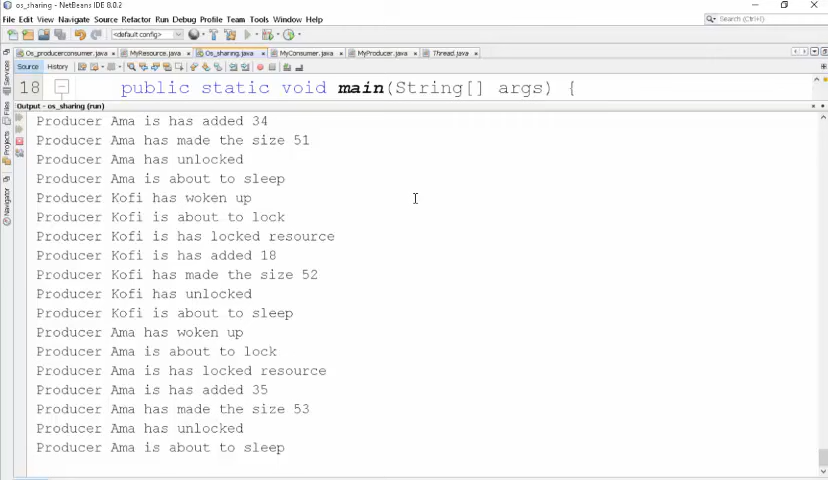 os_sharing - NetBeans IDE 8.0.2
File Edit View Navigate Source Refactor Run Debug Profile Team Tools Window Help
Search (Ctrl+I)
<default config>
Os_producerconsumer.java MyResource.java Os_sharing.java MyConsumer.java MyProducer.java Thread.java
Source History
18 public static void main(String[] args) {
Output - os_sharing (run)
Producer Ama is has added 34
Producer Ama has made the size 51
Producer Ama has unlocked
Producer Ama is about to sleep
Producer Kofi has woken up
Producer Kofi is about to lock
Producer Kofi is has locked resource
Producer Kofi is has added 18
Producer Kofi has made the size 52
Producer Kofi has unlocked
Producer Kofi is about to sleep
Producer Ama has woken up
Producer Ama is about to lock
Producer Ama is has locked resource
Producer Ama is has added 35
Producer Ama has made the size 53
Producer Ama has unlocked
Producer Ama is about to sleep
Services
Files
Projects
Navigator